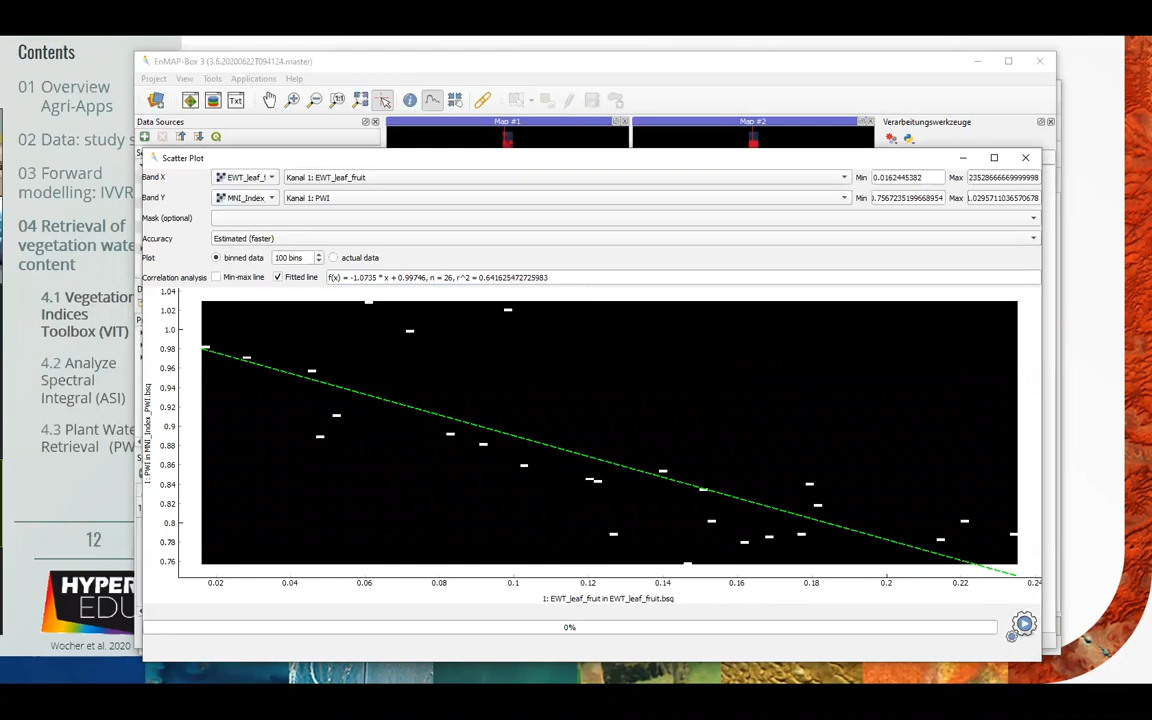 Contents
01 Overview
Agri-Apps
02 Data: study s
03 Forward
modelling: IVVR
04 Retrieval of
vegetation wate
content
4.1 Vegetation
Indices
Toolbox (VIT)
4.2 Analyze
Spectral
Integral (ASI)
4.3 Plant Wate
Retrieval (PW
12
HYPER
EDU
Wocher et al. 2020
EnMAP-Box 3 (3.6.20200622T094124.master)
Project View Tools Applications Help
Txt
Data Sources
Map #1
Map #2
Verarbeitungswerkzeuge
Scatter Plot
Band X EWT_leaf_f Kanal 1: EWT_leaf_fruit Min 0.0162445382 Max 23528666669999998
Band Y MNI_Index_ Kanal 1: PWI Min 0.7567235199668954 Max 1.0295711036570678
Mask (optional)
Accuracy Estimated (faster)
Plot binned data 100 bins actual data
Correlation analysis Min-max line Fitted line f(x) = -1.0735 * x + 0.99746, n = 26, r^2 = 0.641625472725983
1.04
1.02
1.0
0.98
0.96
0.94
0.92
0.9
0.88
0.86
0.84
0.82
0.8
0.78
0.76
1: PWI in MNI_Index_PWI.bsq
0.02 0.04 0.06 0.08 0.1 0.12 0.14 0.16 0.18 0.2 0.22 0.24
1: EWT_leaf_fruit in EWT_leaf_fruit.bsq
0%